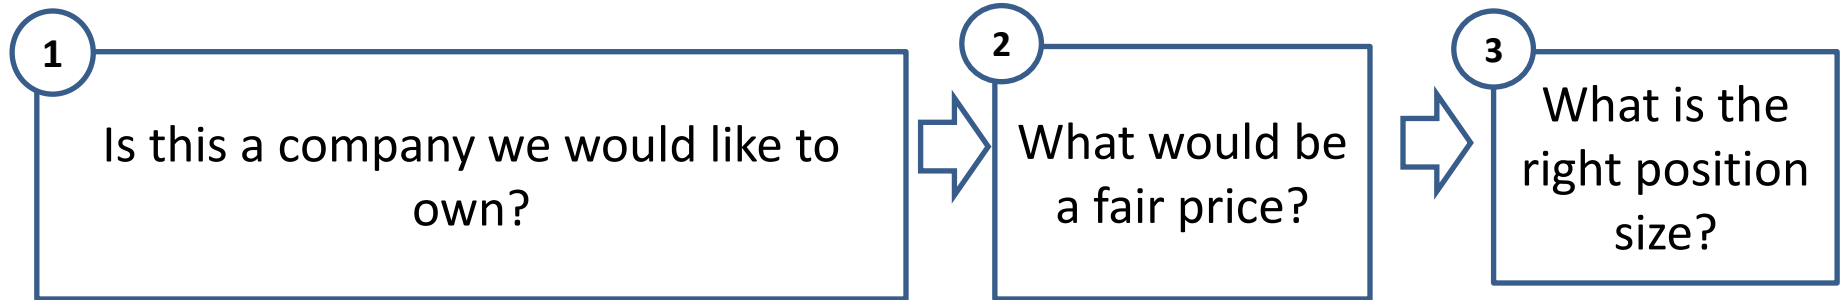 1
Is this a company we would like to
own?
2
What would be
a fair price?
3
What is the
right position
size?